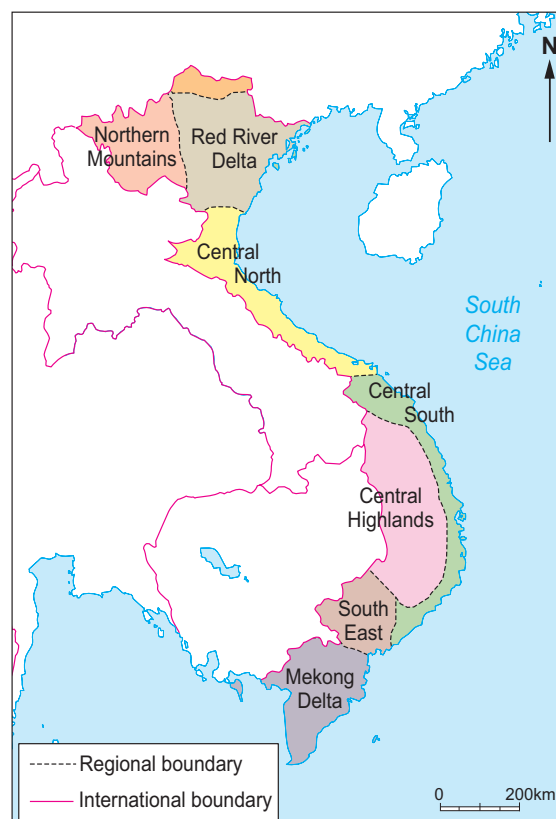 N
Northern
Mountains
Red River
Delta
Central
North
South
China
Sea
Central
South
Central
Highlands
South
East
Mekong
Delta
Regional boundary
International boundary
0 200km